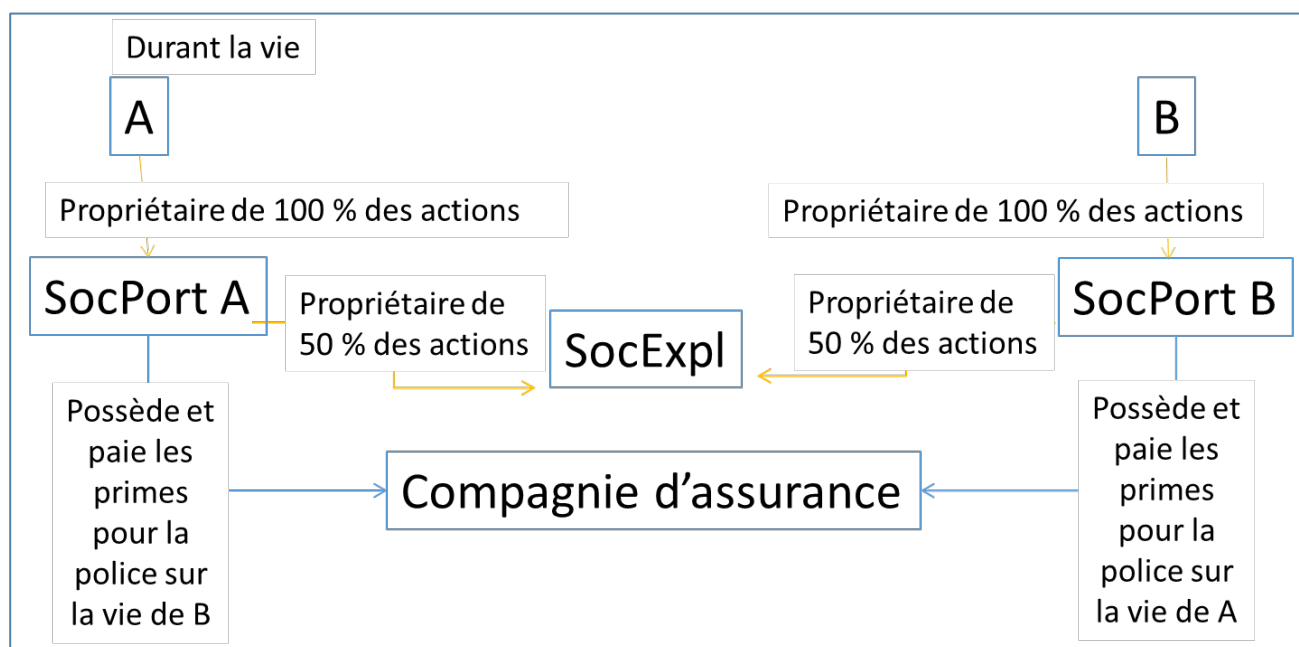 Durant la vie
A
B
Propriétaire de 100 % des actions
Propriétaire de 100 % des actions
SocPort A
Propriétaire de
50 % des actions
SocExpl
Propriétaire de
50 % des actions
SocPort B
Possède et
paie les
primes
pour la
police sur
la vie de B
Compagnie d’assurance
Possède et
paie les
primes
pour la
police sur
la vie de A